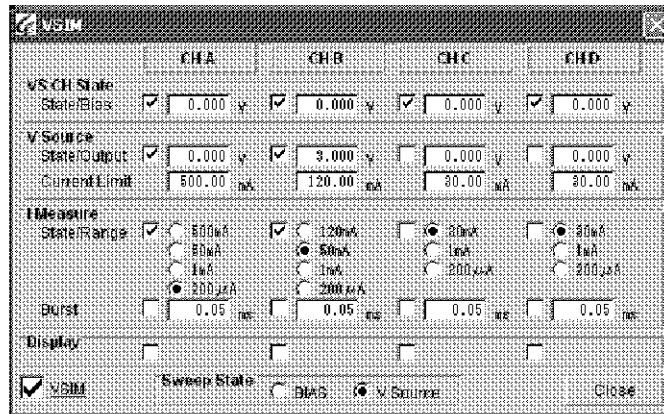 VSIM
CH A CH B CH C CH D
VS CH State
State/Bias 0.000 V 0.000 V 0.000 V 0.000 V
V Source
State/Output 0.000 V 3.000 V 0.000 V 0.000 V
Current Limit 500.00 mA 120.00 mA 30.00 mA 30.00 mA
I Measure
State/Range 500mA 120mA 30mA 30mA
50mA 50mA 1mA 1mA
1mA 1mA 200μA 200μA
200μA 200μA
Burst 0.05 ms 0.05 ms 0.05 ms 0.05 ms
Display
VSIM Sweep State BIAS V Source Close